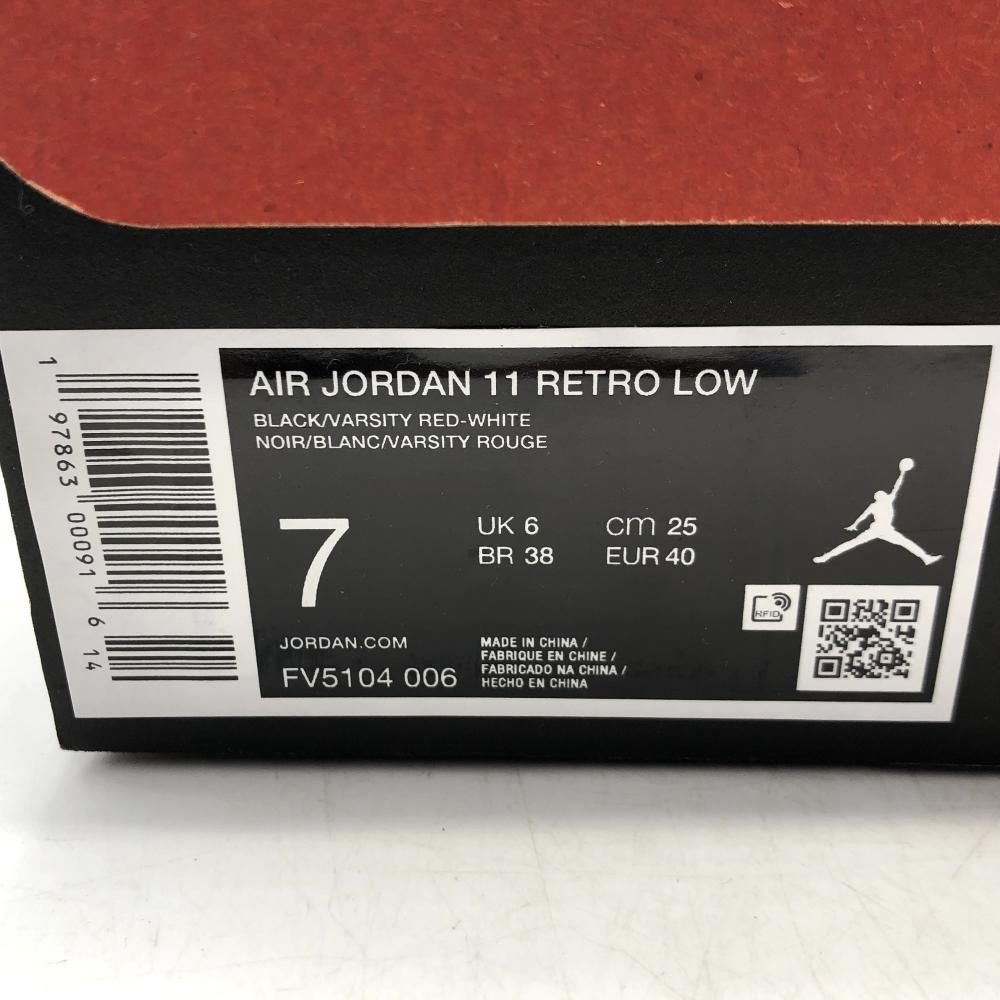 AIR JORDAN 11 RETRO LOW
BLACK/VARSITY RED-WHITE
NOIR/BLANC/VARSITY ROUGE
7
UK 6 cm 25
BR 38 EUR 40
RFID
JORDAN.COM
FV5104 006
MADE IN CHINA /
FABRIQUE EN CHINE /
FABRICADO NA CHINA /
HECHO EN CHINA
1 97863 00091 6 14